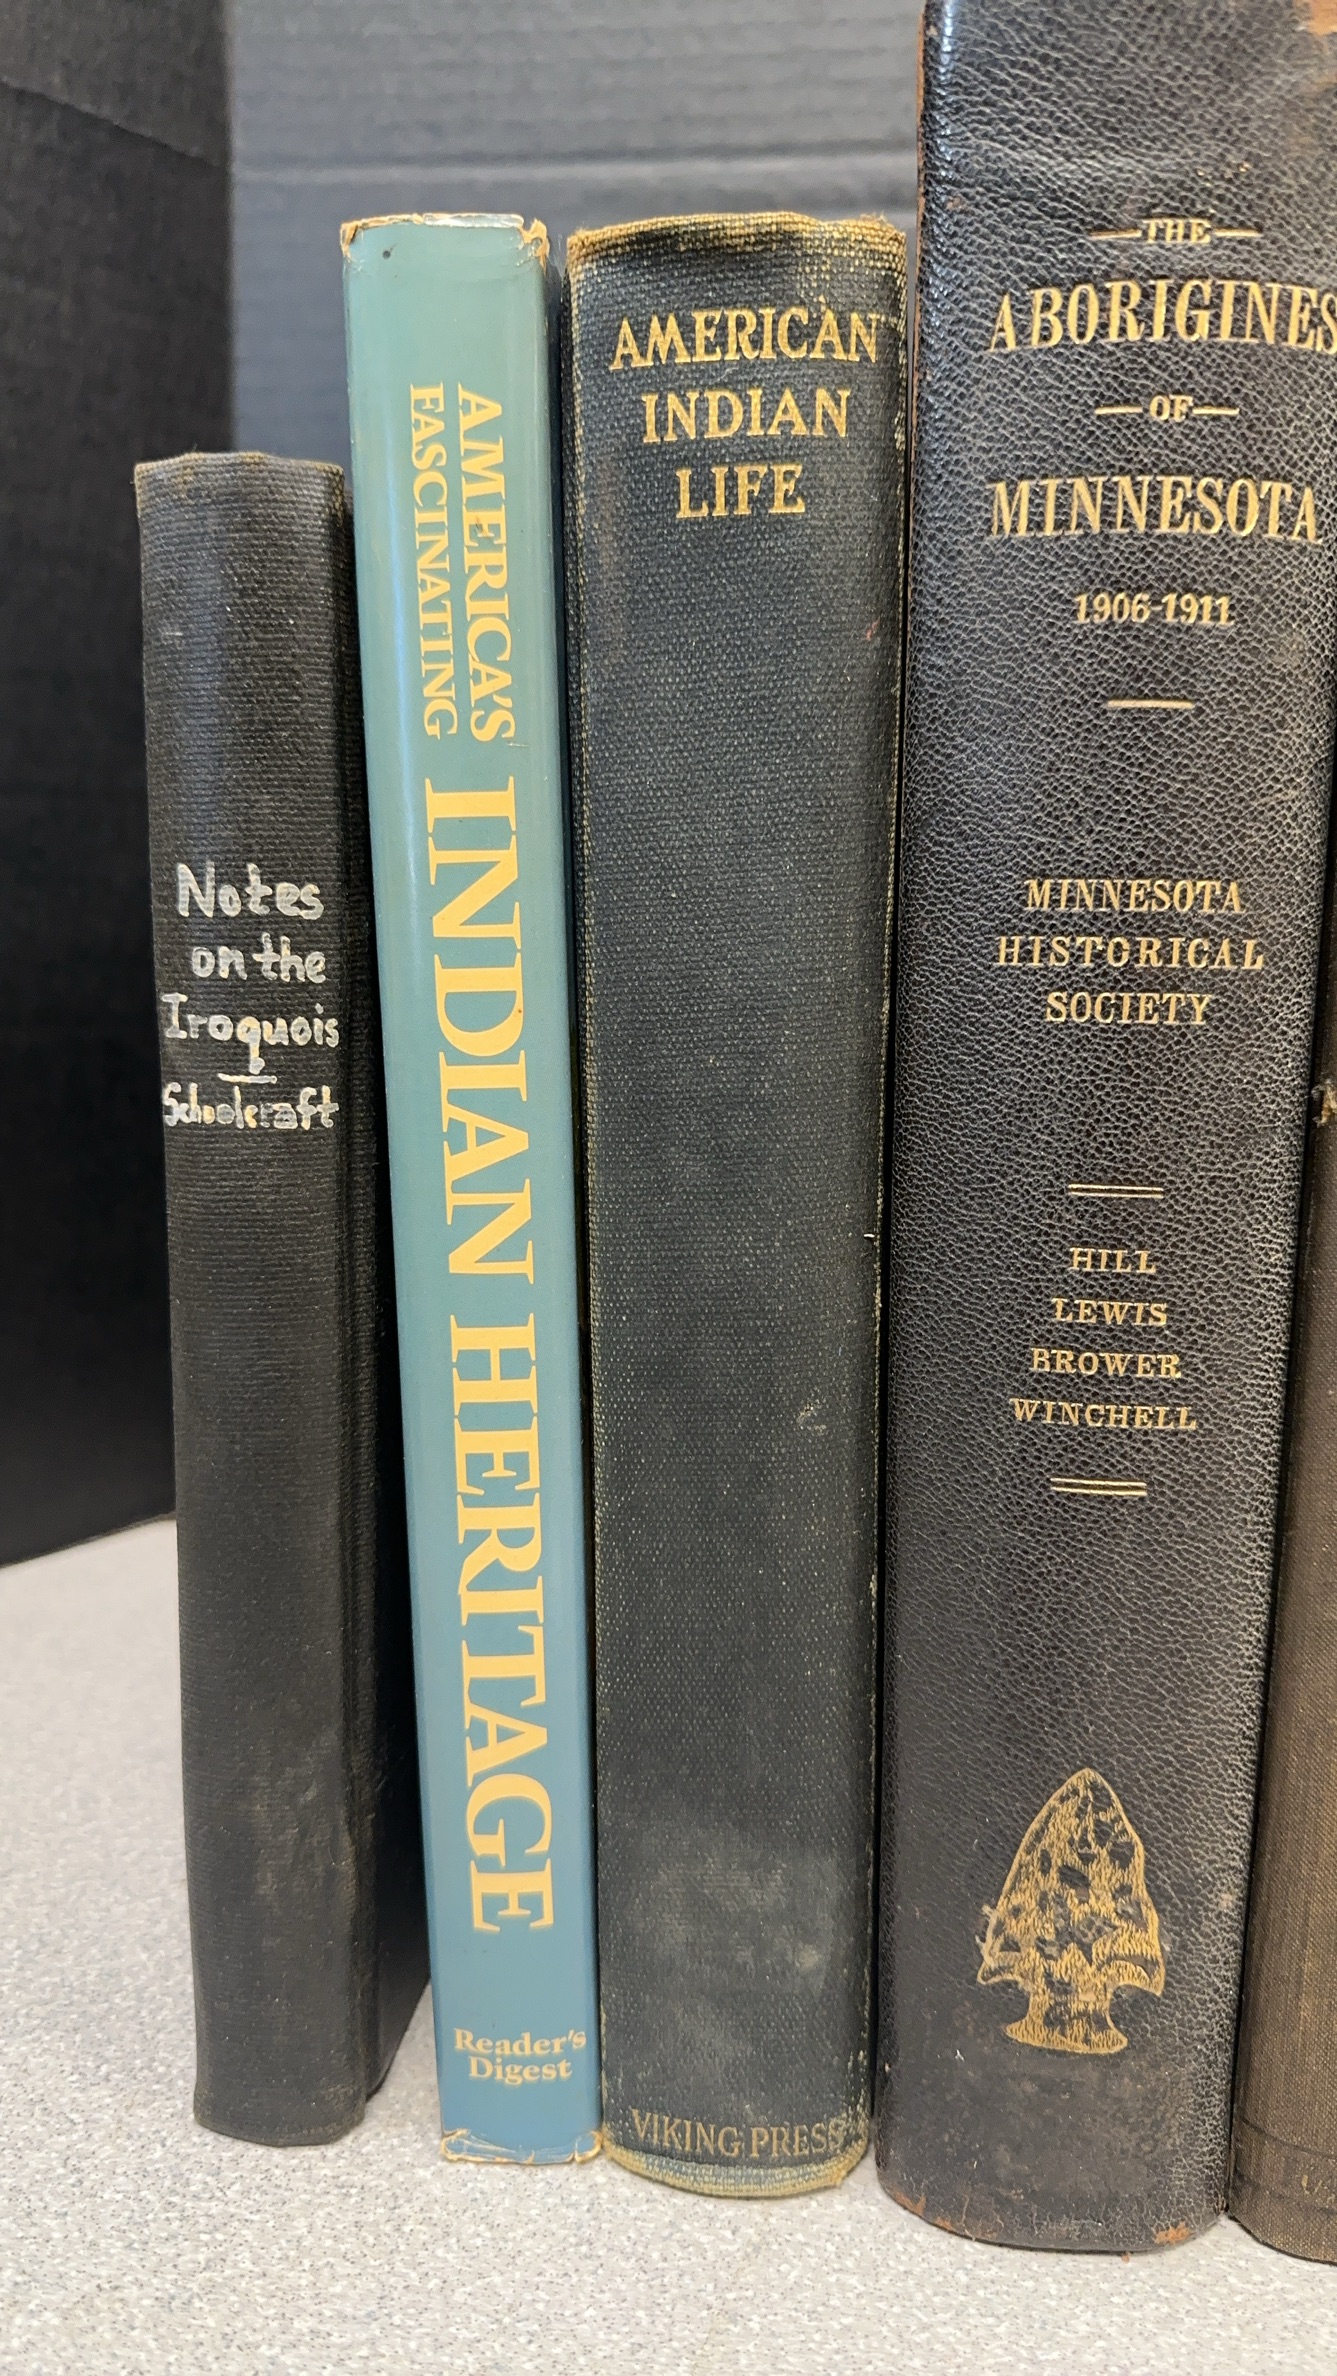 Notes
on the
Iroquois
Schoolcraft
AMERICA'S
FASCINATING
INDIAN HERITAGE
Reader's
Digest
AMERICAN
INDIAN
LIFE
VIKING PRESS
THE
ABORIGINES
OF
MINNESOTA
1906-1911
MINNESOTA
HISTORICAL
SOCIETY
HILL
LEWIS
BROWER
WINCHELL